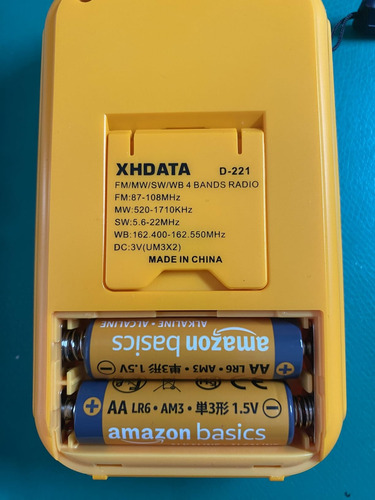 XHDATA D-221
FM/MW/SW/WB 4 BANDS RADIO
FM:87-108MHz
MW:520-1710KHz
SW:5.6-22MHz
WB:162.400-162.550MHz
DC:3V(UM3X2)
MADE IN CHINA
ALKALINE • ALCALINE
amazon basics
AA LR6 • AM3 • 単3形 1.5V
AA LR6 • AM3 • 単3形 1.5V
amazon basics